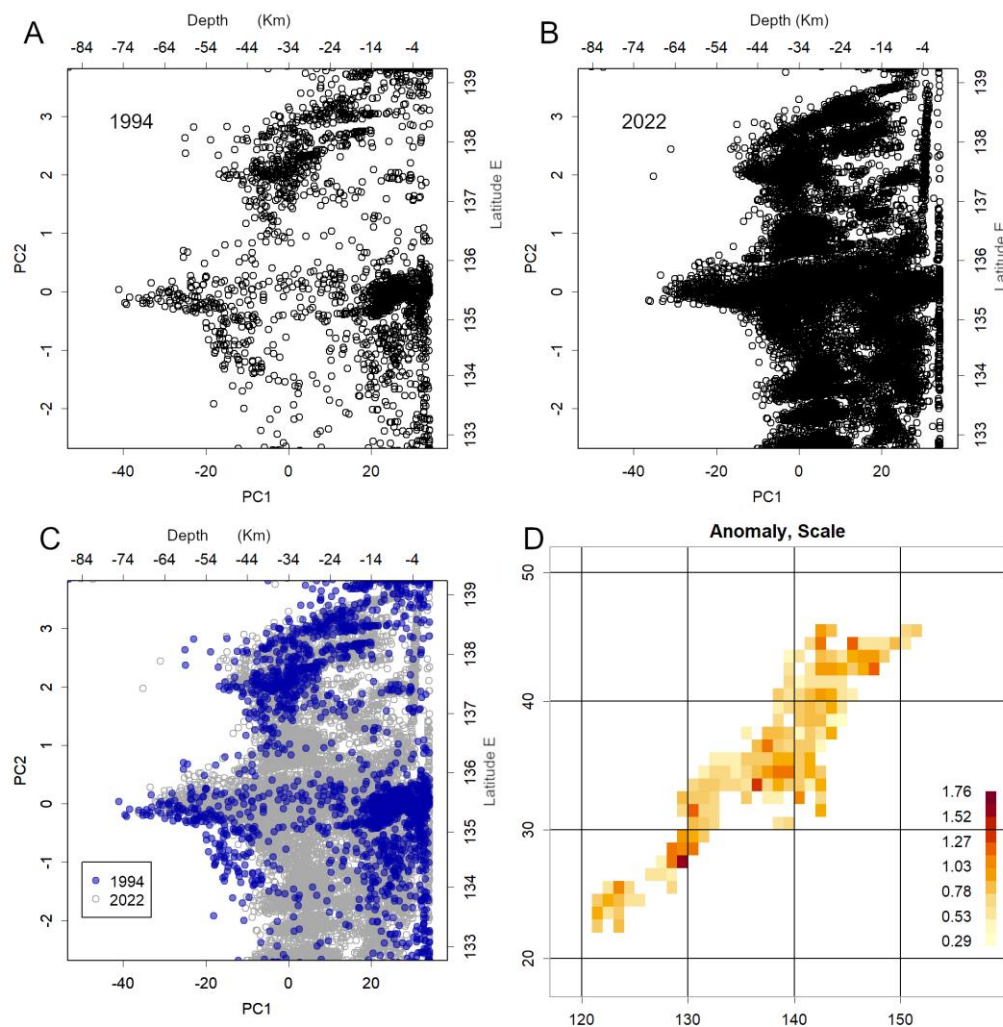 A
Depth (Km)
-84 -74 -64 -54 -44 -34 -24 -14 -4
1994
PC2
3
2
1
0
-1
-2
139
138
137
136
135
134
133
Latitude E
-40 -20 0 20
PC1
B
Depth (Km)
-84 -74 -64 -54 -44 -34 -24 -14 -4
2022
PC2
3
2
1
0
-1
-2
139
138
137
136
135
134
133
Latitude E
-40 -20 0 20
PC1
C
Depth (Km)
-84 -74 -64 -54 -44 -34 -24 -14 -4
PC2
3
2
1
0
-1
-2
139
138
137
136
135
134
133
Latitude E
1994
2022
-40 -20 0 20
PC1
D
Anomaly, Scale
50
40
30
20
1.76
1.52
1.27
1.03
0.78
0.53
0.29
120 130 140 150